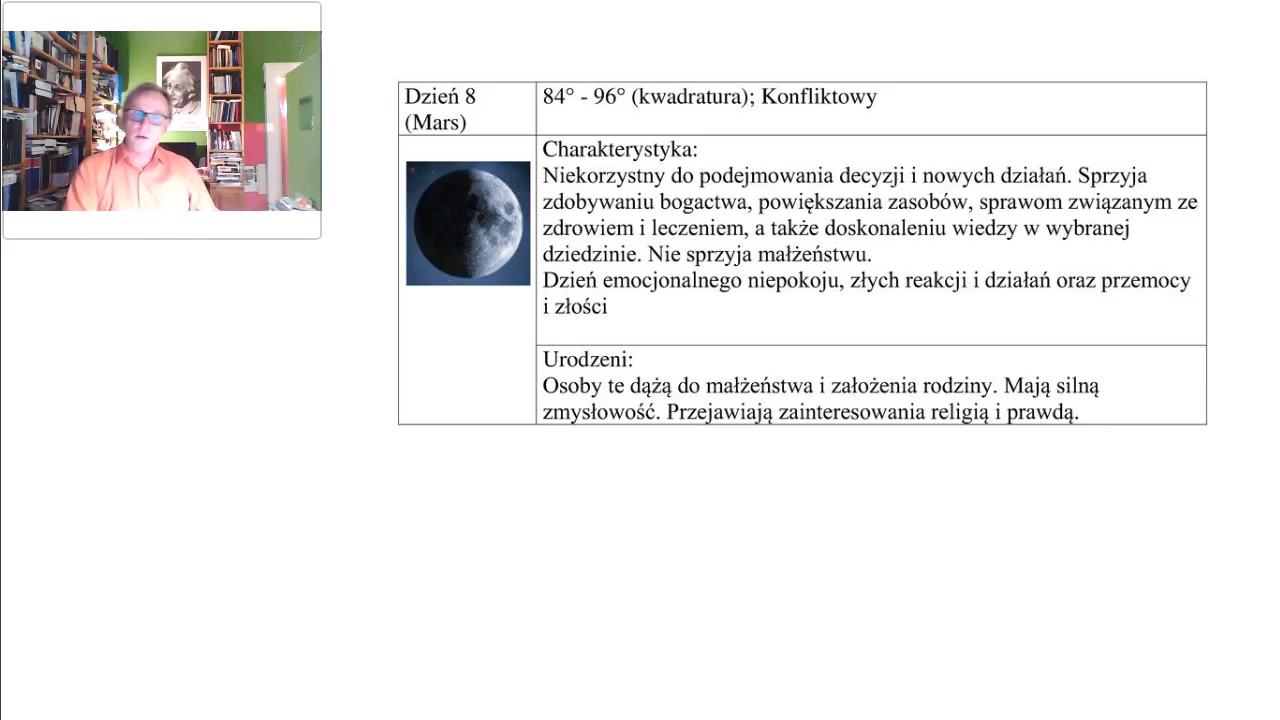 Dzień 8
(Mars)
84° - 96° (kwadratura); Konfliktowy
Charakterystyka:
Niekorzystny do podejmowania decyzji i nowych działań. Sprzyja
zdobywaniu bogactwa, powiększania zasobów, sprawom związanym ze
zdrowiem i leczeniem, a także doskonaleniu wiedzy w wybranej
dziedzinie. Nie sprzyja małżeństwu.
Dzień emocjonalnego niepokoju, złych reakcji i działań oraz przemocy
i złości
Urodzeni:
Osoby te dążą do małżeństwa i założenia rodziny. Mają silną
zmysłowość. Przejawiają zainteresowania religią i prawdą.